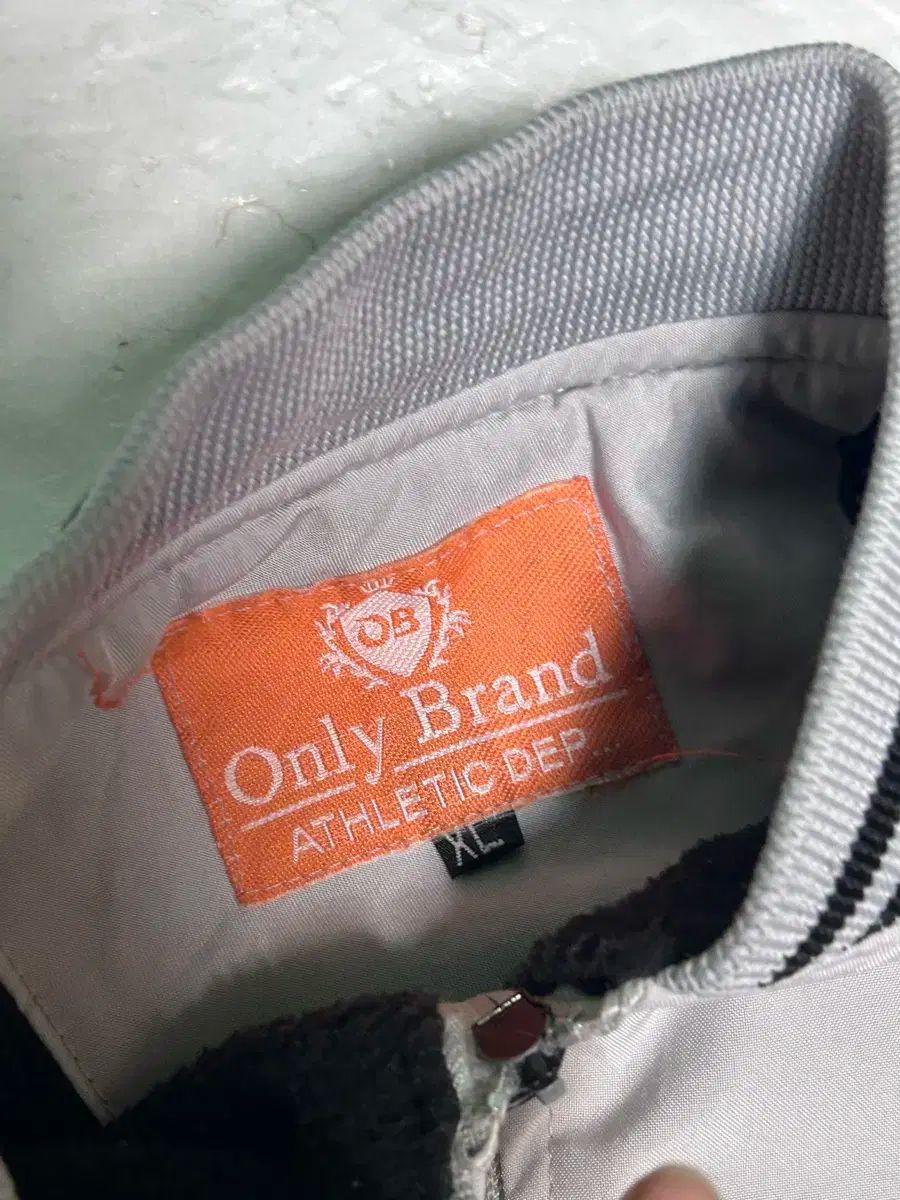 OB
Only Brand
ATHLETIC DEP...
XL